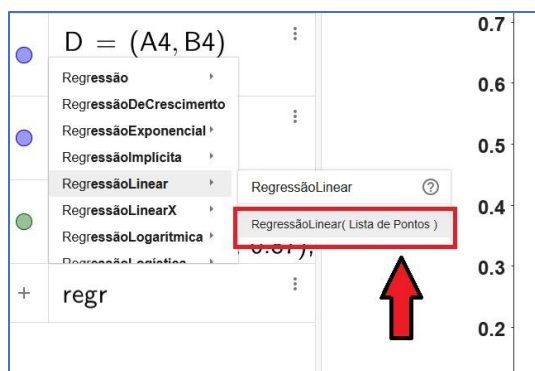 D = (A4, B4)
Regressão
RegressãoDeCrescimento
RegressãoExponencial
RegressãoImplícita
RegressãoLinear
RegressãoLinearX
RegressãoLogarítmica
RegressãoLinear
RegressãoLinear( Lista de Pontos )
regr
0.7
0.6
0.5
0.4
0.3
0.2